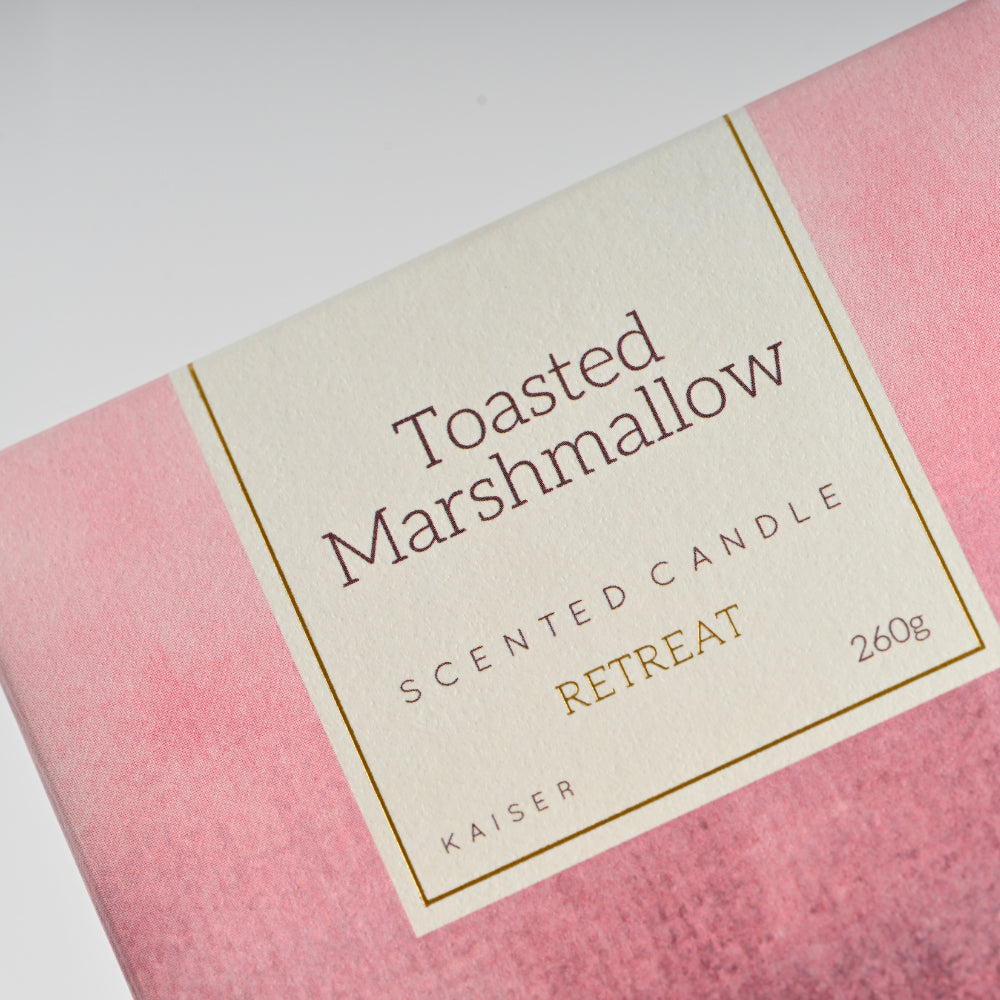 Toasted
Marshmallow
SCENTED CANDLE
RETREAT
260g
KAISER